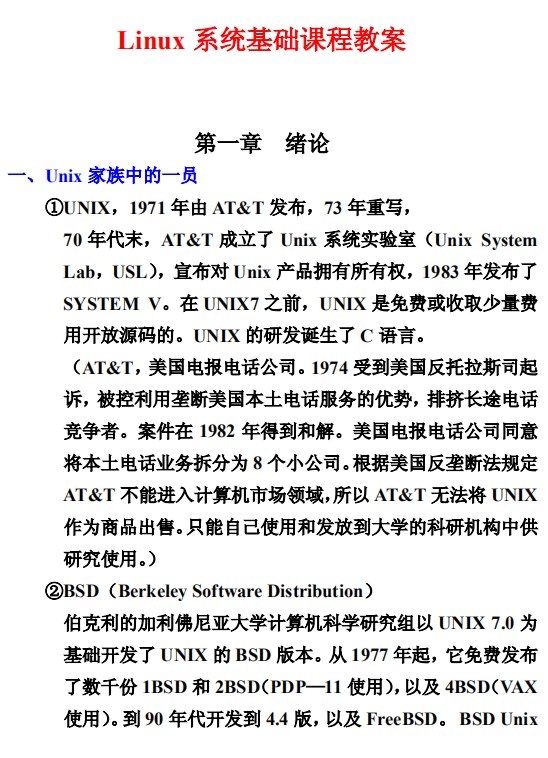 Linux 系统基础课程教案
第一章 绪论
一、Unix 家族中的一员
①UNIX，1971 年由 AT&T 发布，73 年重写，
70 年代末，AT&T 成立了 Unix 系统实验室（Unix System
Lab，USL），宣布对 Unix 产品拥有所有权，1983 年发布了
SYSTEM V。在 UNIX7 之前，UNIX 是免费或收取少量费
用开放源码的。UNIX 的研发诞生了 C 语言。
（AT&T，美国电报电话公司。1974 受到美国反托拉斯司起
诉，被控利用垄断美国本土电话服务的优势，排挤长途电话
竞争者。案件在 1982 年得到和解。美国电报电话公司同意
将本土电话业务拆分为 8 个小公司。根据美国反垄断法规定
AT&T 不能进入计算机市场领域，所以 AT&T 无法将 UNIX
作为商品出售。只能自己使用和发放到大学的科研机构中供
研究使用。）
②BSD（Berkeley Software Distribution）
伯克利的加利佛尼亚大学计算机科学研究组以 UNIX 7.0 为
基础开发了 UNIX 的 BSD 版本。从 1977 年起，它免费发布
了数千份 1BSD 和 2BSD（PDP—11 使用），以及 4BSD（VAX
使用）。到 90 年代开发到 4.4 版，以及 FreeBSD。 BSD Unix